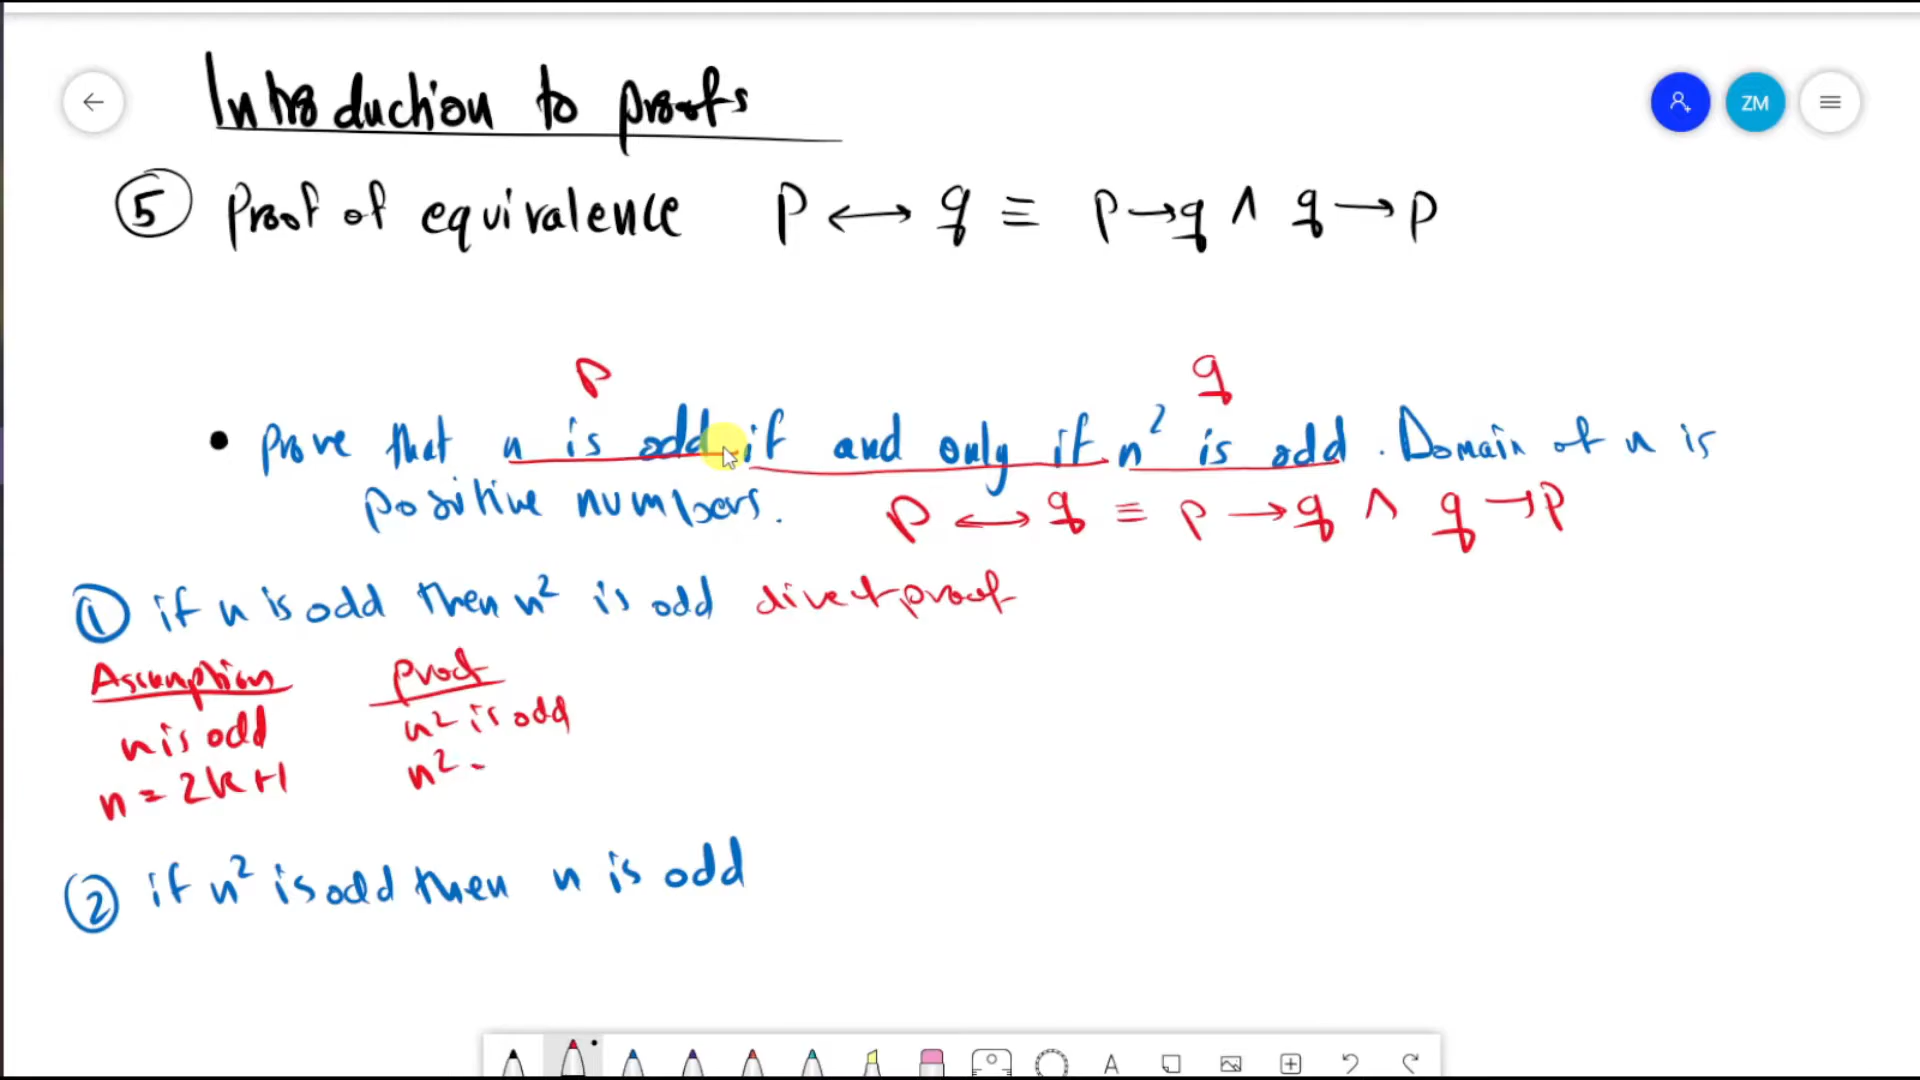 Introduction to proofs
ZM
5 Proof of equivalence P ↔ q ≡ p → q ∧ q → p
p q
• Prove that n is odd if and only if n² is odd. Domain of n is
positive numbers. P ↔ q ≡ p → q ∧ q → p
1 if n is odd then n² is odd direct proof
Assumption proof
n is odd n² is odd
n = 2k+1 n² -
2 if n² is odd then n is odd
A